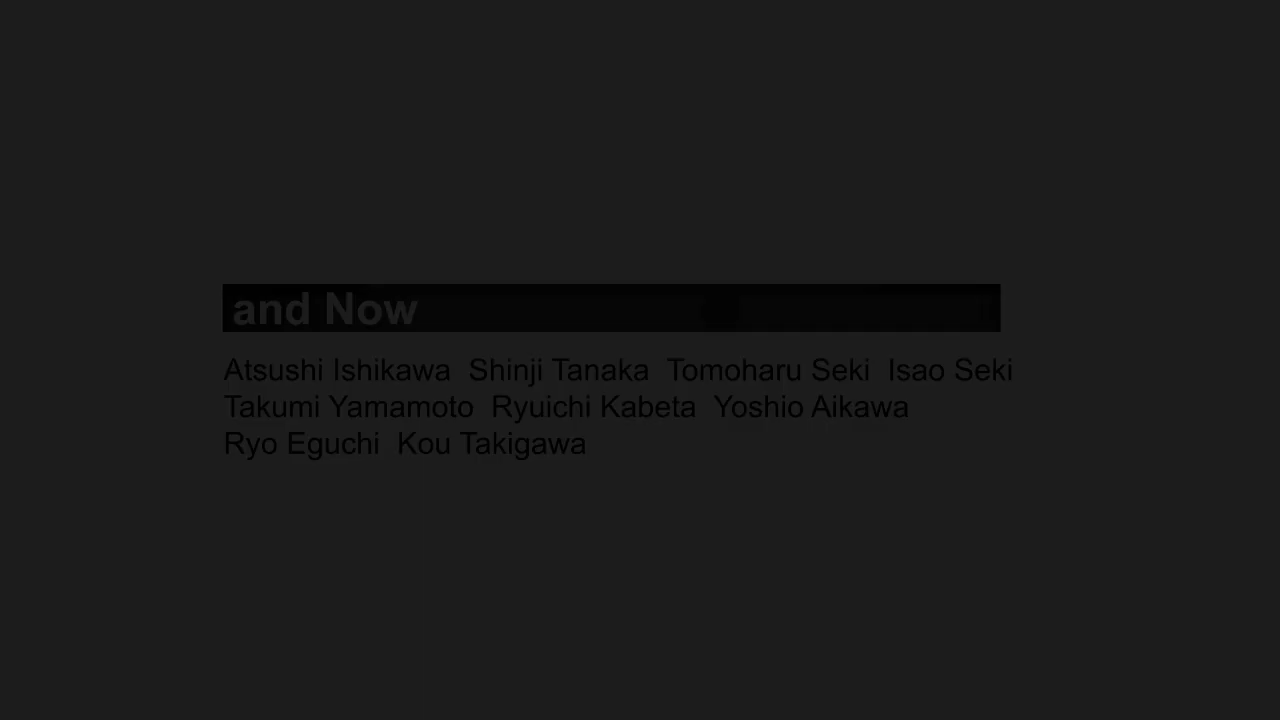 and Now
Atsushi Ishikawa Shinji Tanaka Tomoharu Seki Isao Seki
Takumi Yamamoto Ryuichi Kabeta Yoshio Aikawa
Ryo Eguchi Kou Takigawa